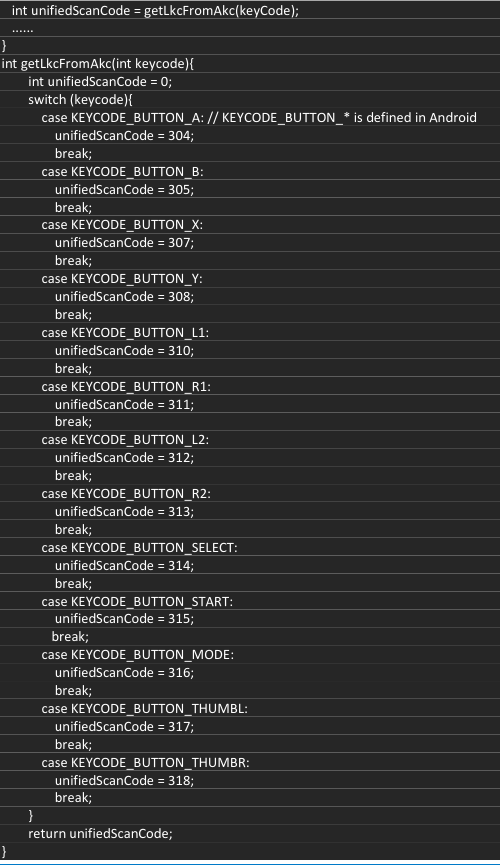 int unifiedScanCode = getLkcFromAkc(keyCode);
......
}
int getLkcFromAkc(int keycode){
int unifiedScanCode = 0;
switch (keycode){
case KEYCODE_BUTTON_A: // KEYCODE_BUTTON_* is defined in Android
unifiedScanCode = 304;
break;
case KEYCODE_BUTTON_B:
unifiedScanCode = 305;
break;
case KEYCODE_BUTTON_X:
unifiedScanCode = 307;
break;
case KEYCODE_BUTTON_Y:
unifiedScanCode = 308;
break;
case KEYCODE_BUTTON_L1:
unifiedScanCode = 310;
break;
case KEYCODE_BUTTON_R1:
unifiedScanCode = 311;
break;
case KEYCODE_BUTTON_L2:
unifiedScanCode = 312;
break;
case KEYCODE_BUTTON_R2:
unifiedScanCode = 313;
break;
case KEYCODE_BUTTON_SELECT:
unifiedScanCode = 314;
break;
case KEYCODE_BUTTON_START:
unifiedScanCode = 315;
break;
case KEYCODE_BUTTON_MODE:
unifiedScanCode = 316;
break;
case KEYCODE_BUTTON_THUMBL:
unifiedScanCode = 317;
break;
case KEYCODE_BUTTON_THUMBR:
unifiedScanCode = 318;
break;
}
return unifiedScanCode;
}